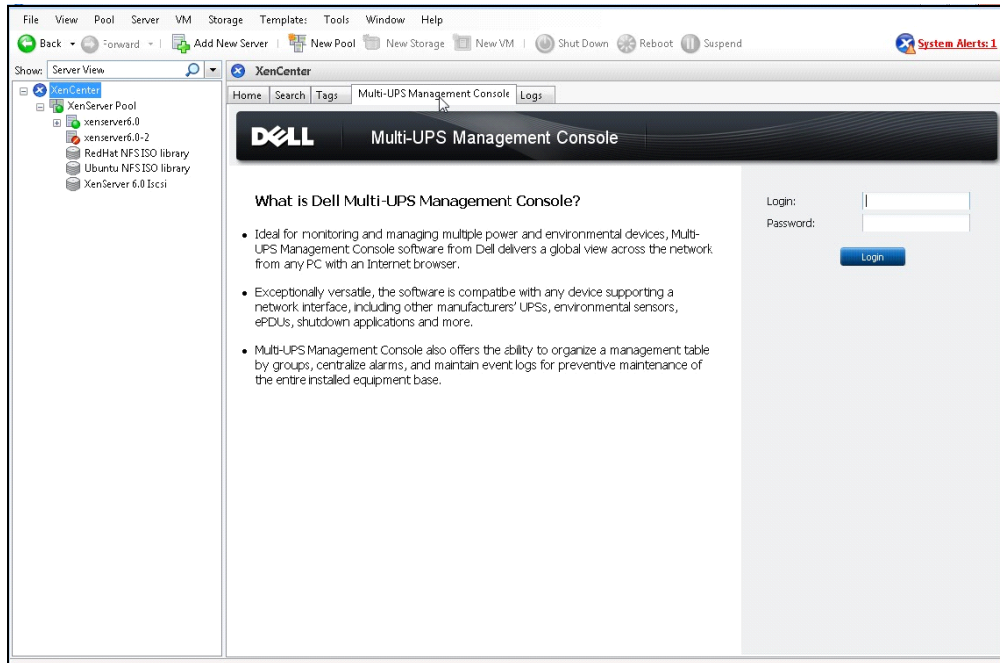 File View Pool Server VM Storage Templates Tools Window Help
Back Forward Add New Server New Pool New Storage New VM Shut Down Reboot Suspend System Alerts: 1
Show: Server View
XenCenter
XenServer Pool
xenserver6.0
xenserver6.0-2
RedHat NFS ISO library
Ubuntu NFS ISO library
XenServer 6.0 Iscsi
XenCenter
Home Search Tags Multi-UPS Management Console Logs
DELL Multi-UPS Management Console
What is Dell Multi-UPS Management Console?
• Ideal for monitoring and managing multiple power and environmental devices, Multi-
UPS Management Console software from Dell delivers a global view across the network
from any PC with an Internet browser.
• Exceptionally versatile, the software is compatibe with any device supporting a
network interface, including other manufacturers' UPSs, environmental sensors,
ePDUs, shutdown applications and more.
• Multi-UPS Management Console also offers the ability to organize a management table
by groups, centralize alarms, and maintain event logs for preventive maintenance of
the entire installed equipment base.
Login:
Password:
Login